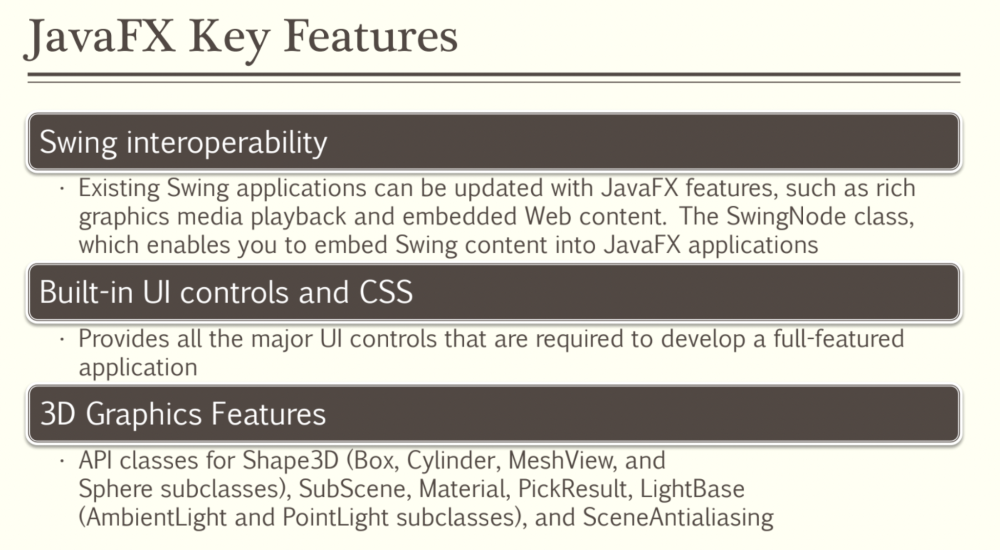 JavaFX Key Features
Swing interoperability
· Existing Swing applications can be updated with JavaFX features, such as rich
graphics media playback and embedded Web content. The SwingNode class,
which enables you to embed Swing content into JavaFX applications
Built-in UI controls and CSS
· Provides all the major UI controls that are required to develop a full-featured
application
3D Graphics Features
· API classes for Shape3D (Box, Cylinder, MeshView, and
Sphere subclasses), SubScene, Material, PickResult, LightBase
(AmbientLight and PointLight subclasses), and SceneAntialiasing